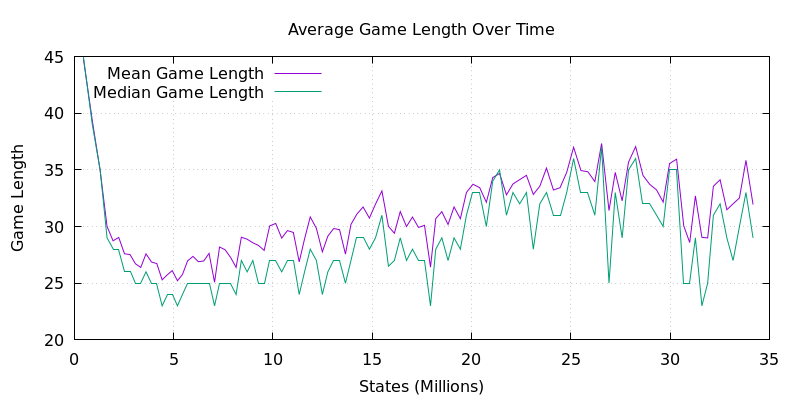 Average Game Length Over Time
Mean Game Length
Median Game Length
Game Length
45
40
35
30
25
20
0 5 10 15 20 25 30 35
States (Millions)